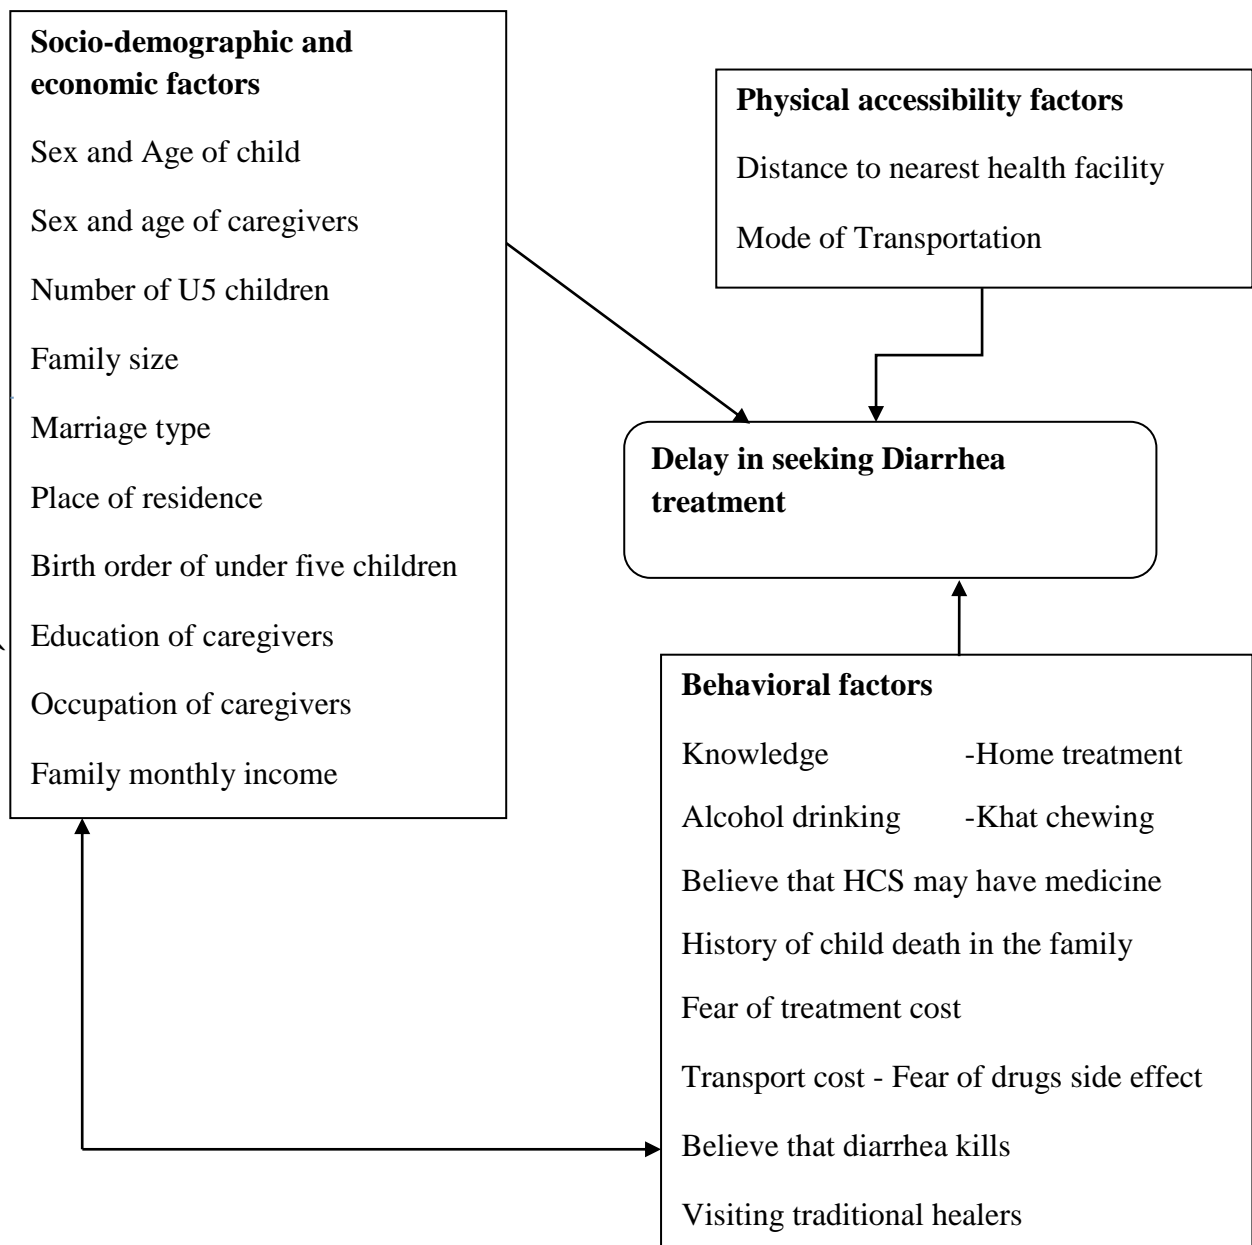 Socio-demographic and
economic factors
Sex and Age of child
Sex and age of caregivers
Number of U5 children
Family size
Marriage type
Place of residence
Birth order of under five children
Education of caregivers
Occupation of caregivers
Family monthly income
Physical accessibility factors
Distance to nearest health facility
Mode of Transportation
Delay in seeking Diarrhea
treatment
Behavioral factors
Knowledge -Home treatment
Alcohol drinking -Khat chewing
Believe that HCS may have medicine
History of child death in the family
Fear of treatment cost
Transport cost - Fear of drugs side effect
Believe that diarrhea kills
Visiting traditional healers